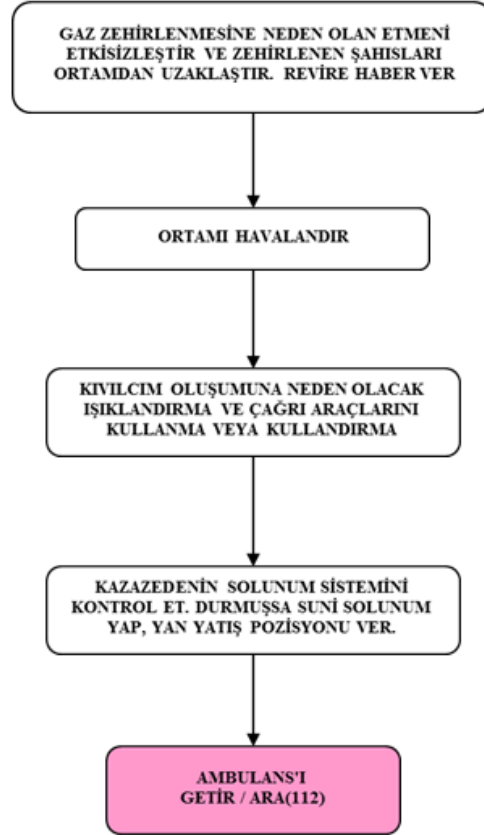 GAZ ZEHİRLENMESİNE NEDEN OLAN ETMENİ
ETKİSİZLEŞTİR VE ZEHİRLENEN ŞAHISLARI
ORTAMDAN UZAKLAŞTIR. REVİRE HABER VER
ORTAMI HAVALANDIR
KIVILCIM OLUŞUMUNA NEDEN OLACAK
IŞIKLANDIRMA VE ÇAĞRI ARAÇLARINI
KULLANMA VEYA KULLANDIRMA
KAZAZEDENİN SOLUNUM SİSTEMİNİ
KONTROL ET. DURMUŞSA SUNİ SOLUNUM
YAP, YAN YATIŞ POZİSYONU VER.
AMBULANS'I
GETİR / ARA(112)